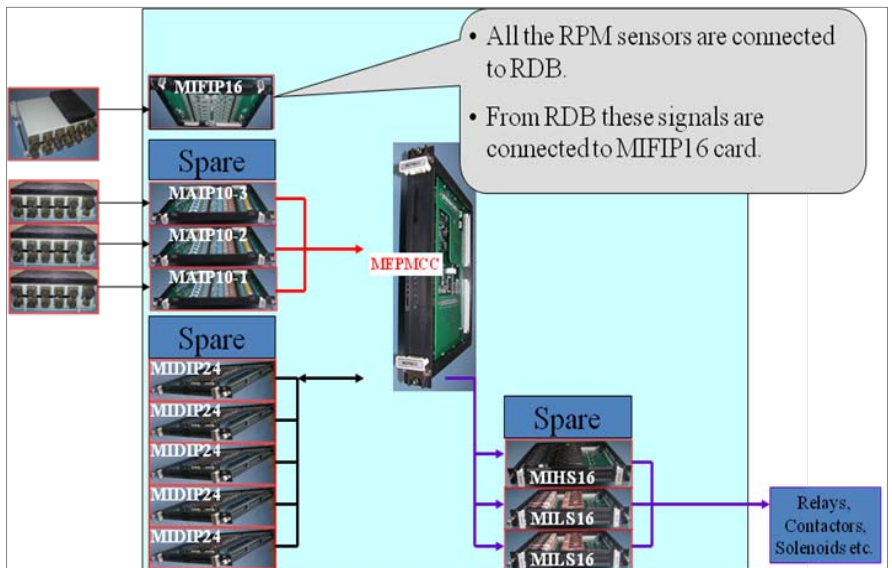 • All the RPM sensors are connected
to RDB.
• From RDB these signals are
connected to MIFIP16 card.
MIFIP16
Spare
MAIP10-3
MAIP10-2
MAIP10-1
MEPMCC
Spare
MIDIP24
MIDIP24
MIDIP24
MIDIP24
MIDIP24
Spare
MIHS16
MILS16
MILS16
Relays,
Contactors,
Solenoids etc.